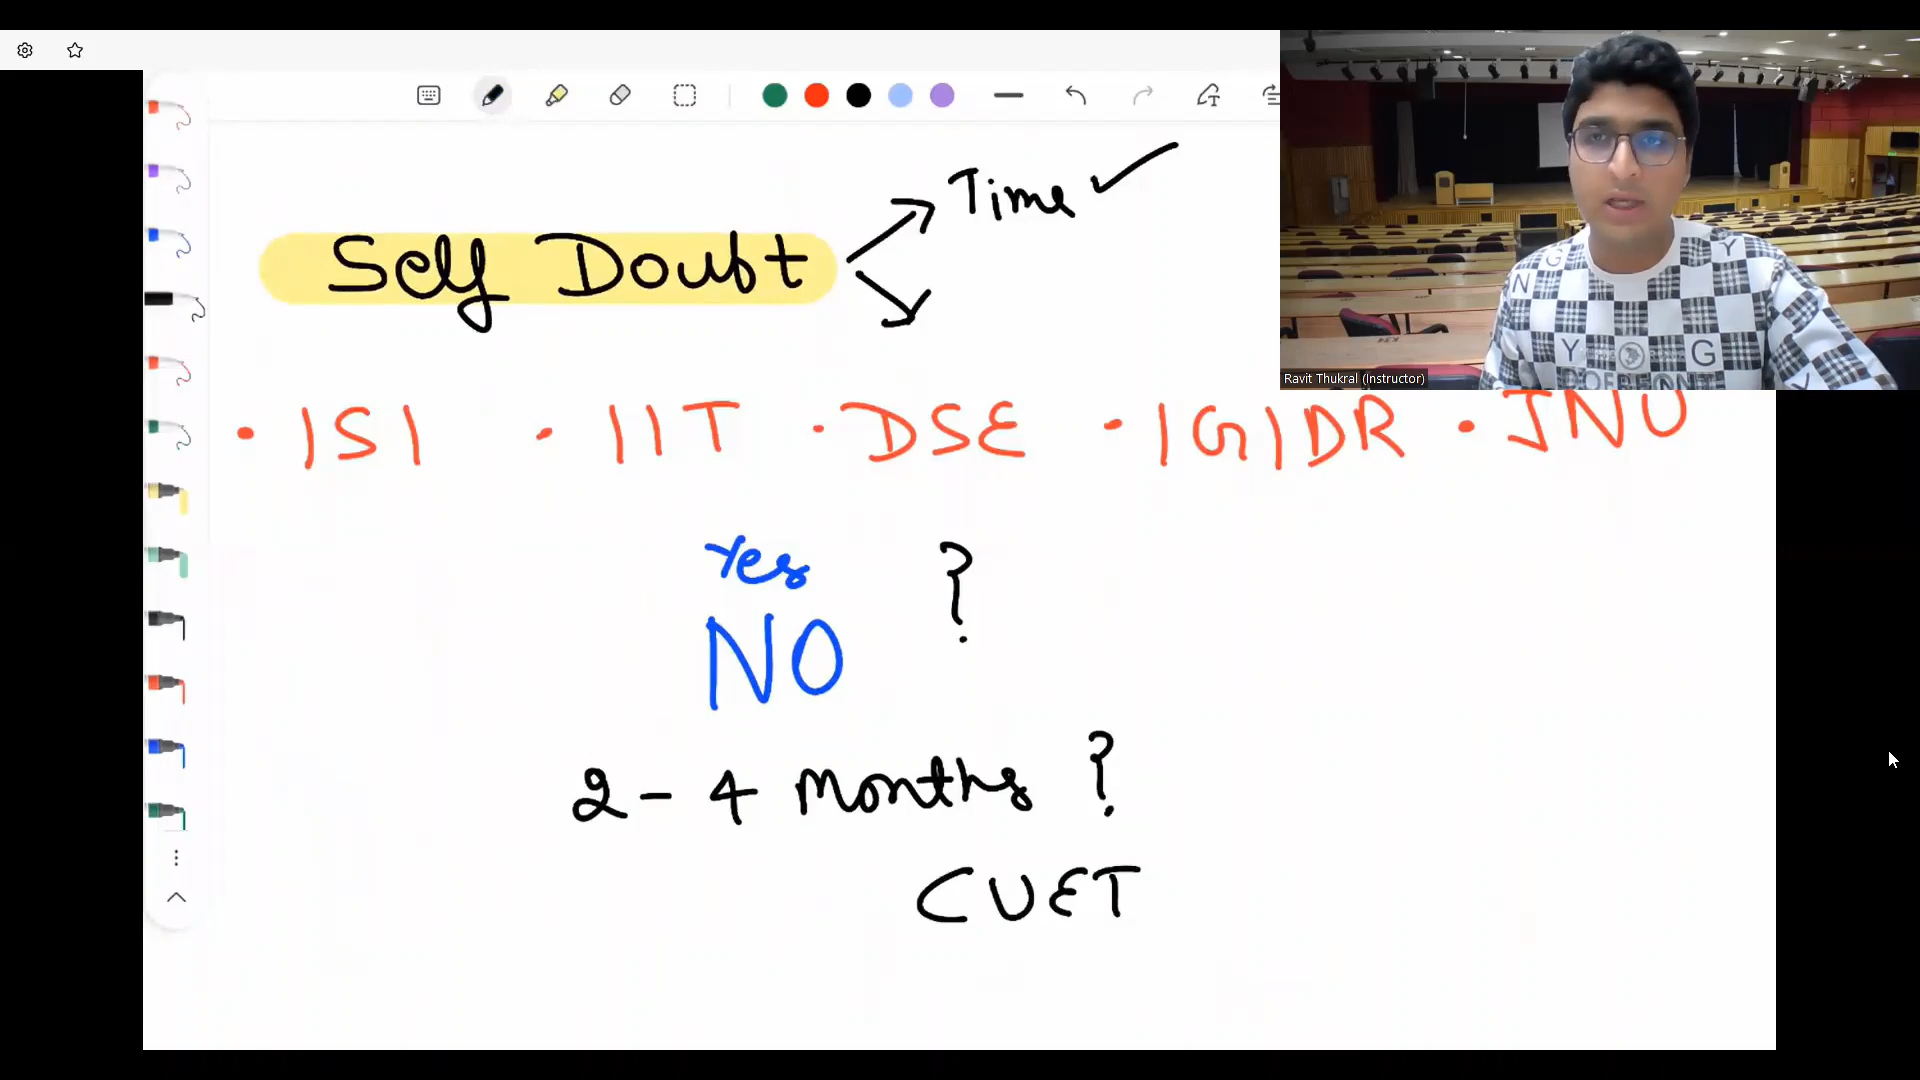 Time ✓
Self Doubt
Ravit Thukral (Instructor)
• ISI • IIT • DSE • IGIDR • JNU
Yes ?
NO
2 - 4 Months ?
CUET